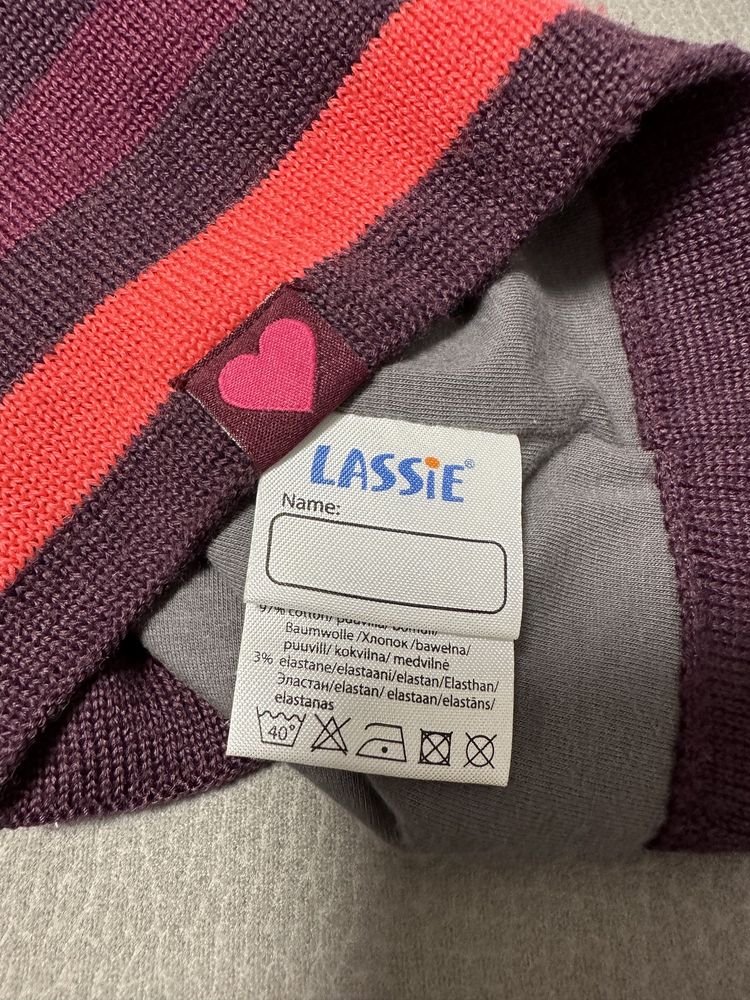 LASSiE®
Name:
97% cotton/ puuvilla/ bomull/
Baumwolle /Хлопок /bawełna/
puuvill/ kokvilna/ medvilnė
3% elastane/elastaani/elastan/Elasthan/
Эластан/elastan/ elastaan/elastāns/
elastanas
40°